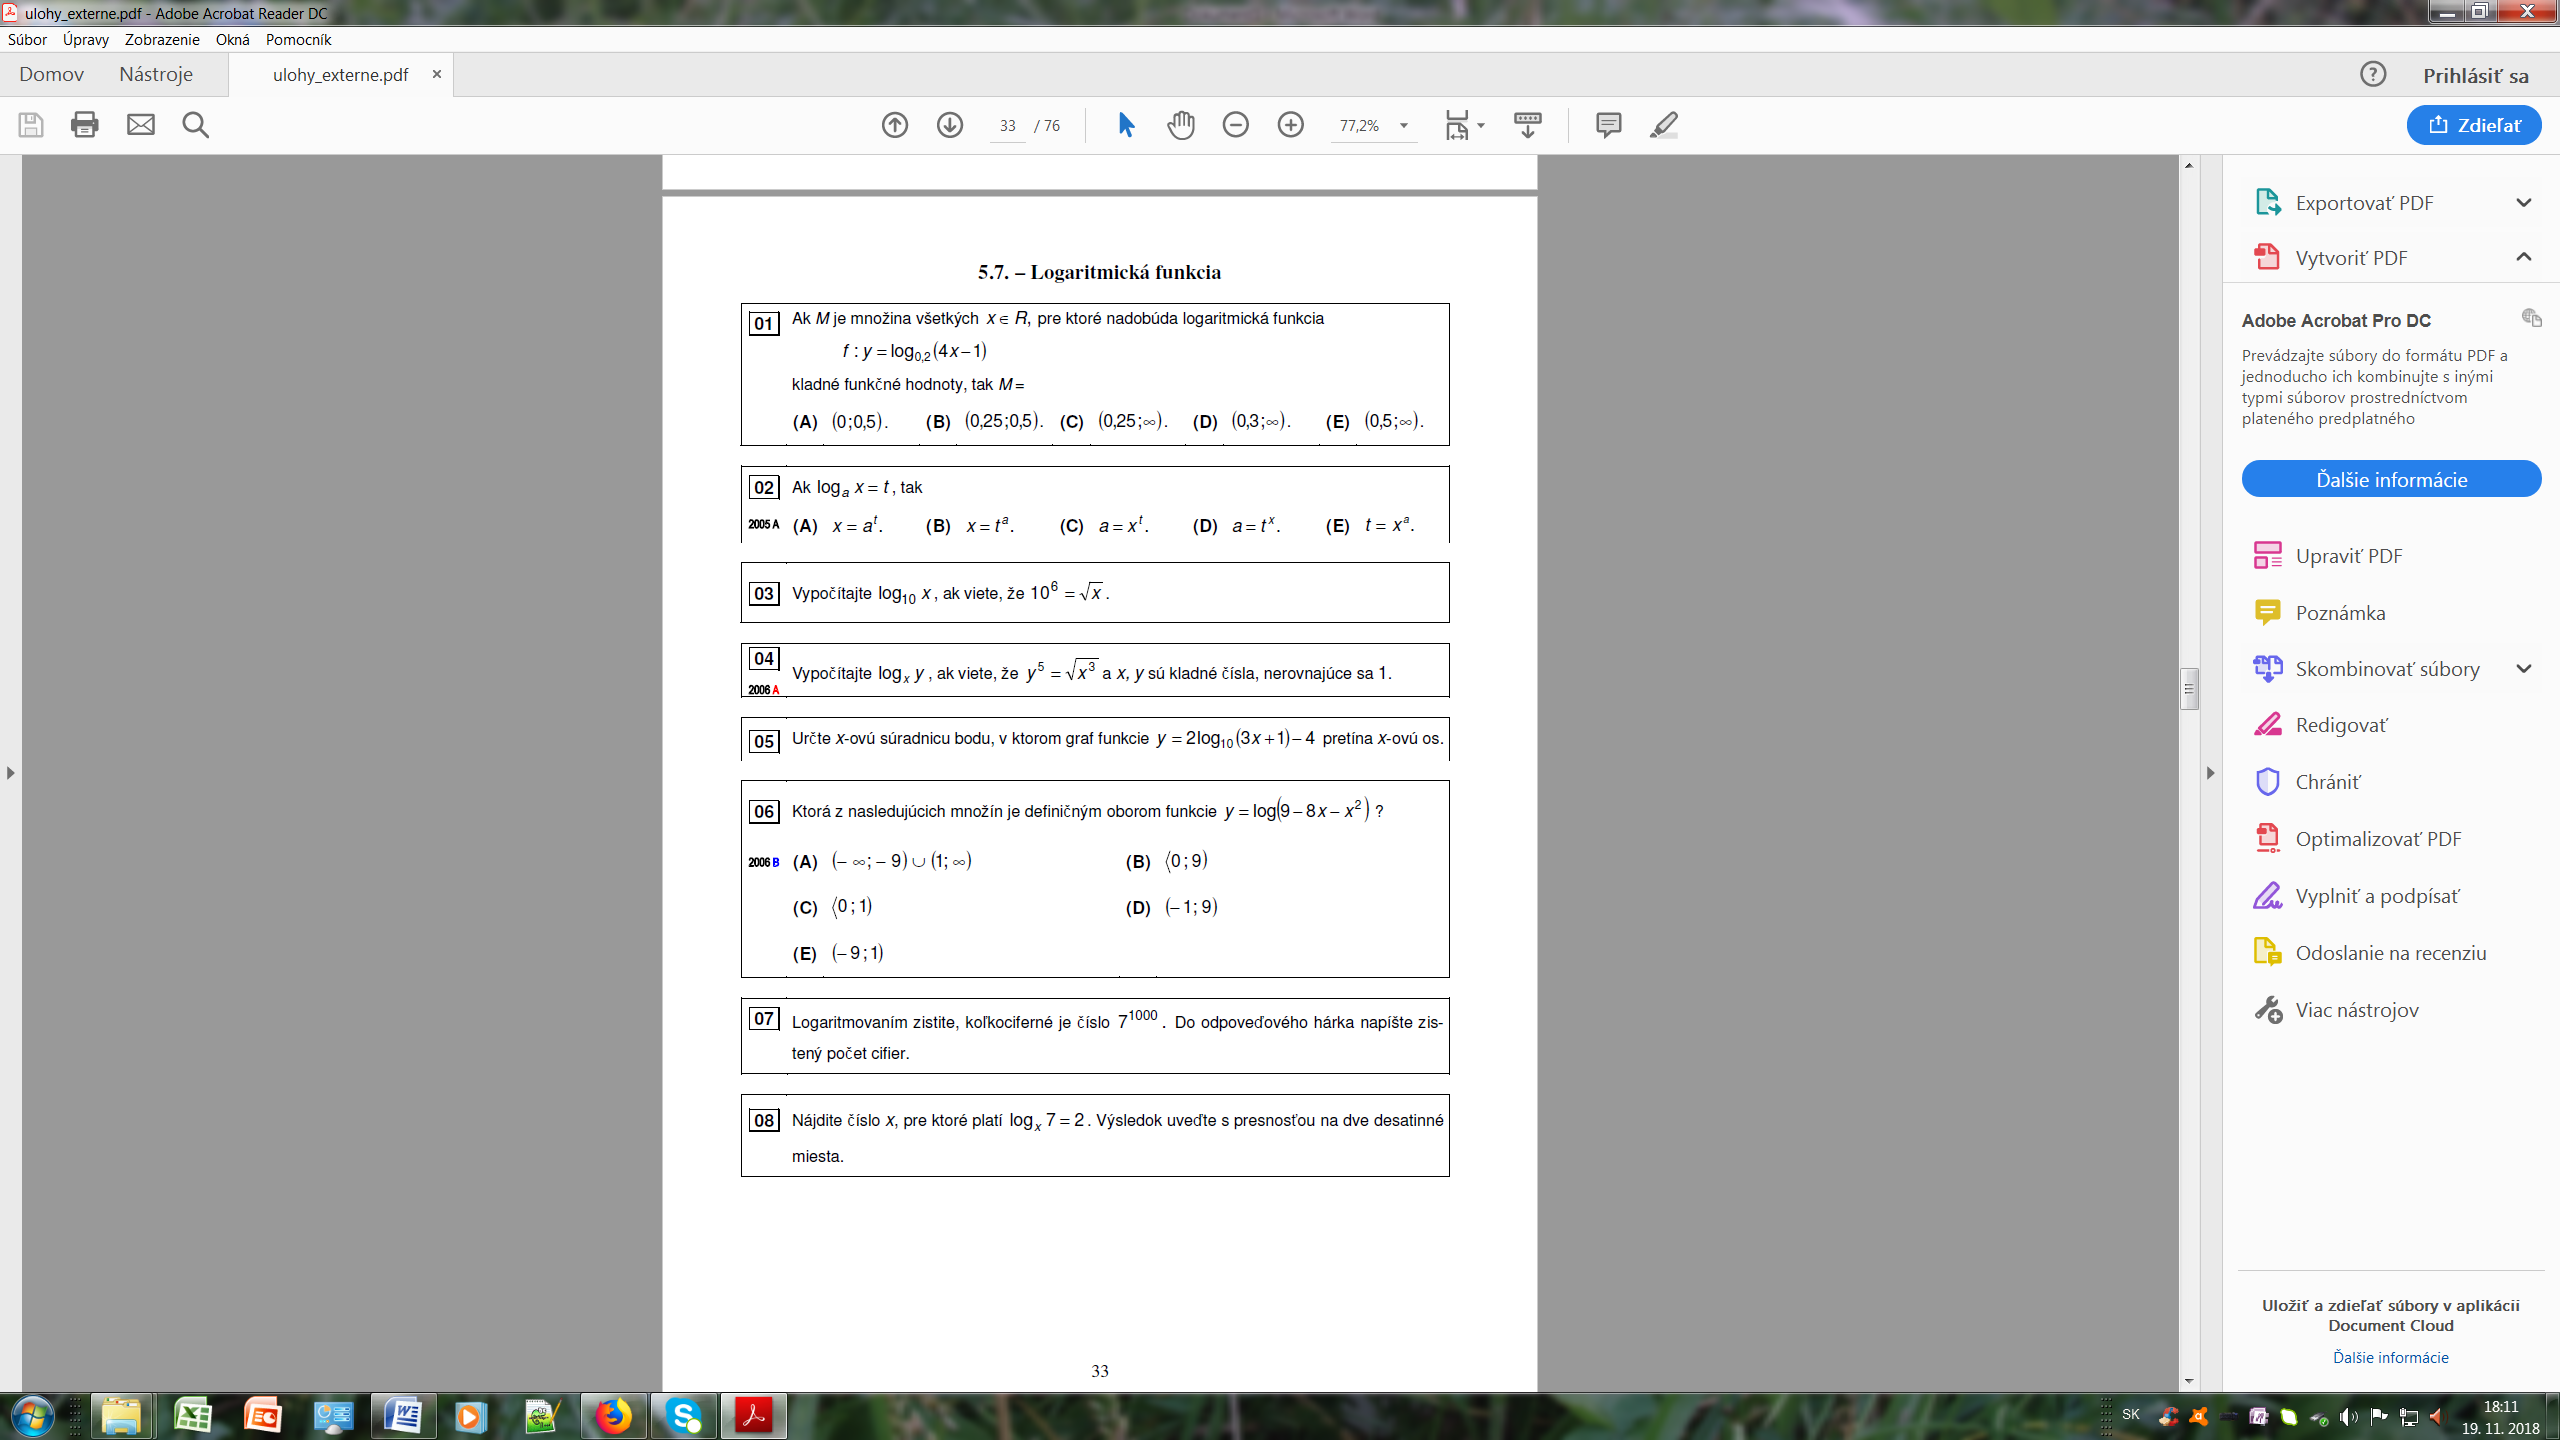 ulohy_externe.pdf - Adobe Acrobat Reader DC
Súbor Úpravy Zobrazenie Okná Pomocník
Domov Nástroje ulohy_externe.pdf × ? Prihlásiť sa
33 / 76 77,2% Zdieľať
5.7. – Logaritmická funkcia
01 Ak M je množina všetkých x ∈ R, pre ktoré nadobúda logaritmická funkcia
f : y = log₀,₂(4x – 1)
kladné funkčné hodnoty, tak M =
(A) (0;0,5). (B) (0,25;0,5). (C) (0,25;∞). (D) (0,3;∞). (E) (0,5;∞).
02 Ak logₐ x = t, tak
2005 A (A) x = a^t. (B) x = t^a. (C) a = x^t. (D) a = t^x. (E) t = x^a.
03 Vypočítajte log₁₀ x, ak viete, že 10⁶ = √x.
04 Vypočítajte logₓ y, ak viete, že y⁵ = √x³ a x, y sú kladné čísla, nerovnajúce sa 1.
2006 A
05 Určte x-ovú súradnicu bodu, v ktorom graf funkcie y = 2log₁₀(3x + 1) – 4 pretína x-ovú os.
06 Ktorá z nasledujúcich množín je definičným oborom funkcie y = log(9 – 8x – x²) ?
2006 B (A) (– ∞; – 9) ∪ (1; ∞) (B) ⟨0 ; 9)
(C) ⟨0 ; 1) (D) (– 1; 9)
(E) (– 9 ; 1)
07 Logaritmovaním zistite, koľkociferné je číslo 7¹⁰⁰⁰. Do odpoveďového hárka napíšte zis-
tený počet cifier.
08 Nájdite číslo x, pre ktoré platí logₓ 7 = 2. Výsledok uveďte s presnosťou na dve desatinné
miesta.
33
Exportovať PDF
Vytvoriť PDF
Adobe Acrobat Pro DC
Prevádzajte súbory do formátu PDF a
jednoducho ich kombinujte s inými
typmi súborov prostredníctvom
plateného predplatného
Ďalšie informácie
Upraviť PDF
Poznámka
Skombinovať súbory
Redigovať
Chrániť
Optimalizovať PDF
Vyplniť a podpísať
Odoslanie na recenziu
Viac nástrojov
Uložiť a zdieľať súbory v aplikácii
Document Cloud
Ďalšie informácie
SK 18:11
19. 11. 2018